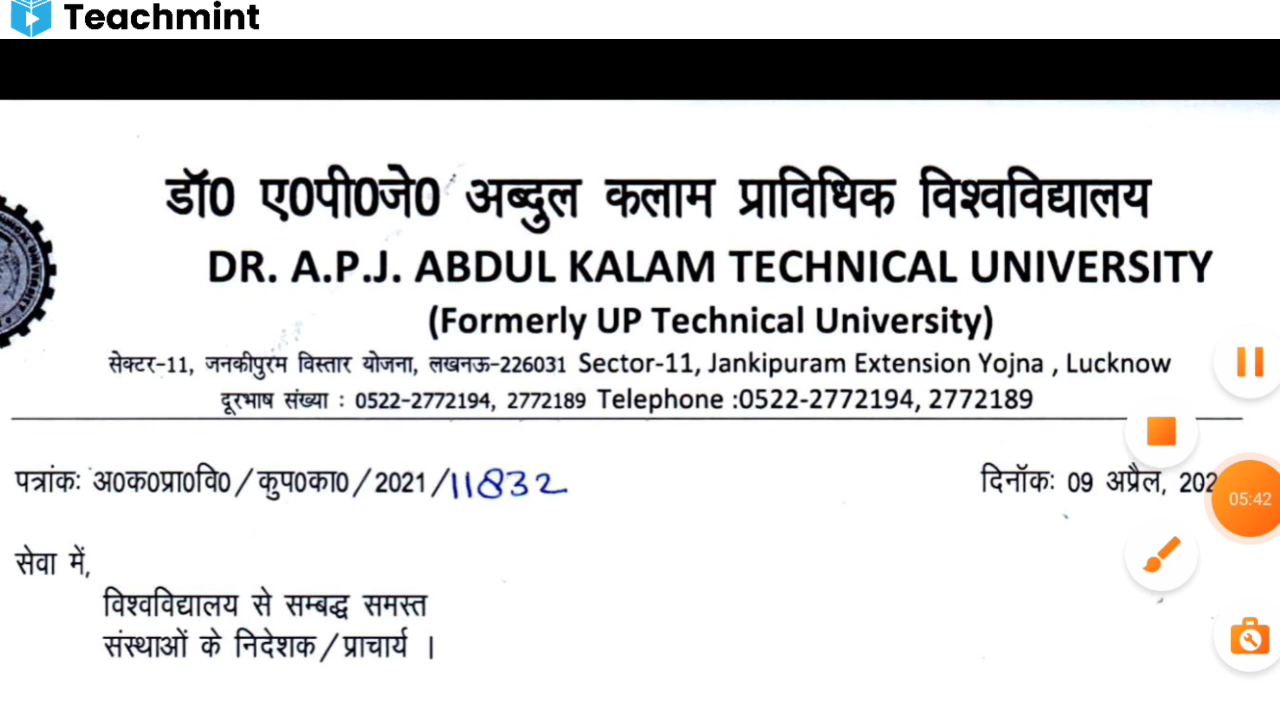 Teachmint
डॉ0 ए0पी0जे0 अब्दुल कलाम प्राविधिक विश्वविद्यालय
DR. A.P.J. ABDUL KALAM TECHNICAL UNIVERSITY
(Formerly UP Technical University)
सेक्टर-11, जनकीपुरम विस्तार योजना, लखनऊ-226031 Sector-11, Jankipuram Extension Yojna , Lucknow
दूरभाष संख्या : 0522-2772194, 2772189 Telephone :0522-2772194, 2772189
पत्रांकः अ0क0प्रा0वि0/कुप0का0/2021/11832 दिनॉकः 09 अप्रैल, 202
05:42
सेवा में,
विश्वविद्यालय से सम्बद्ध समस्त
संस्थाओं के निदेशक/प्राचार्य ।